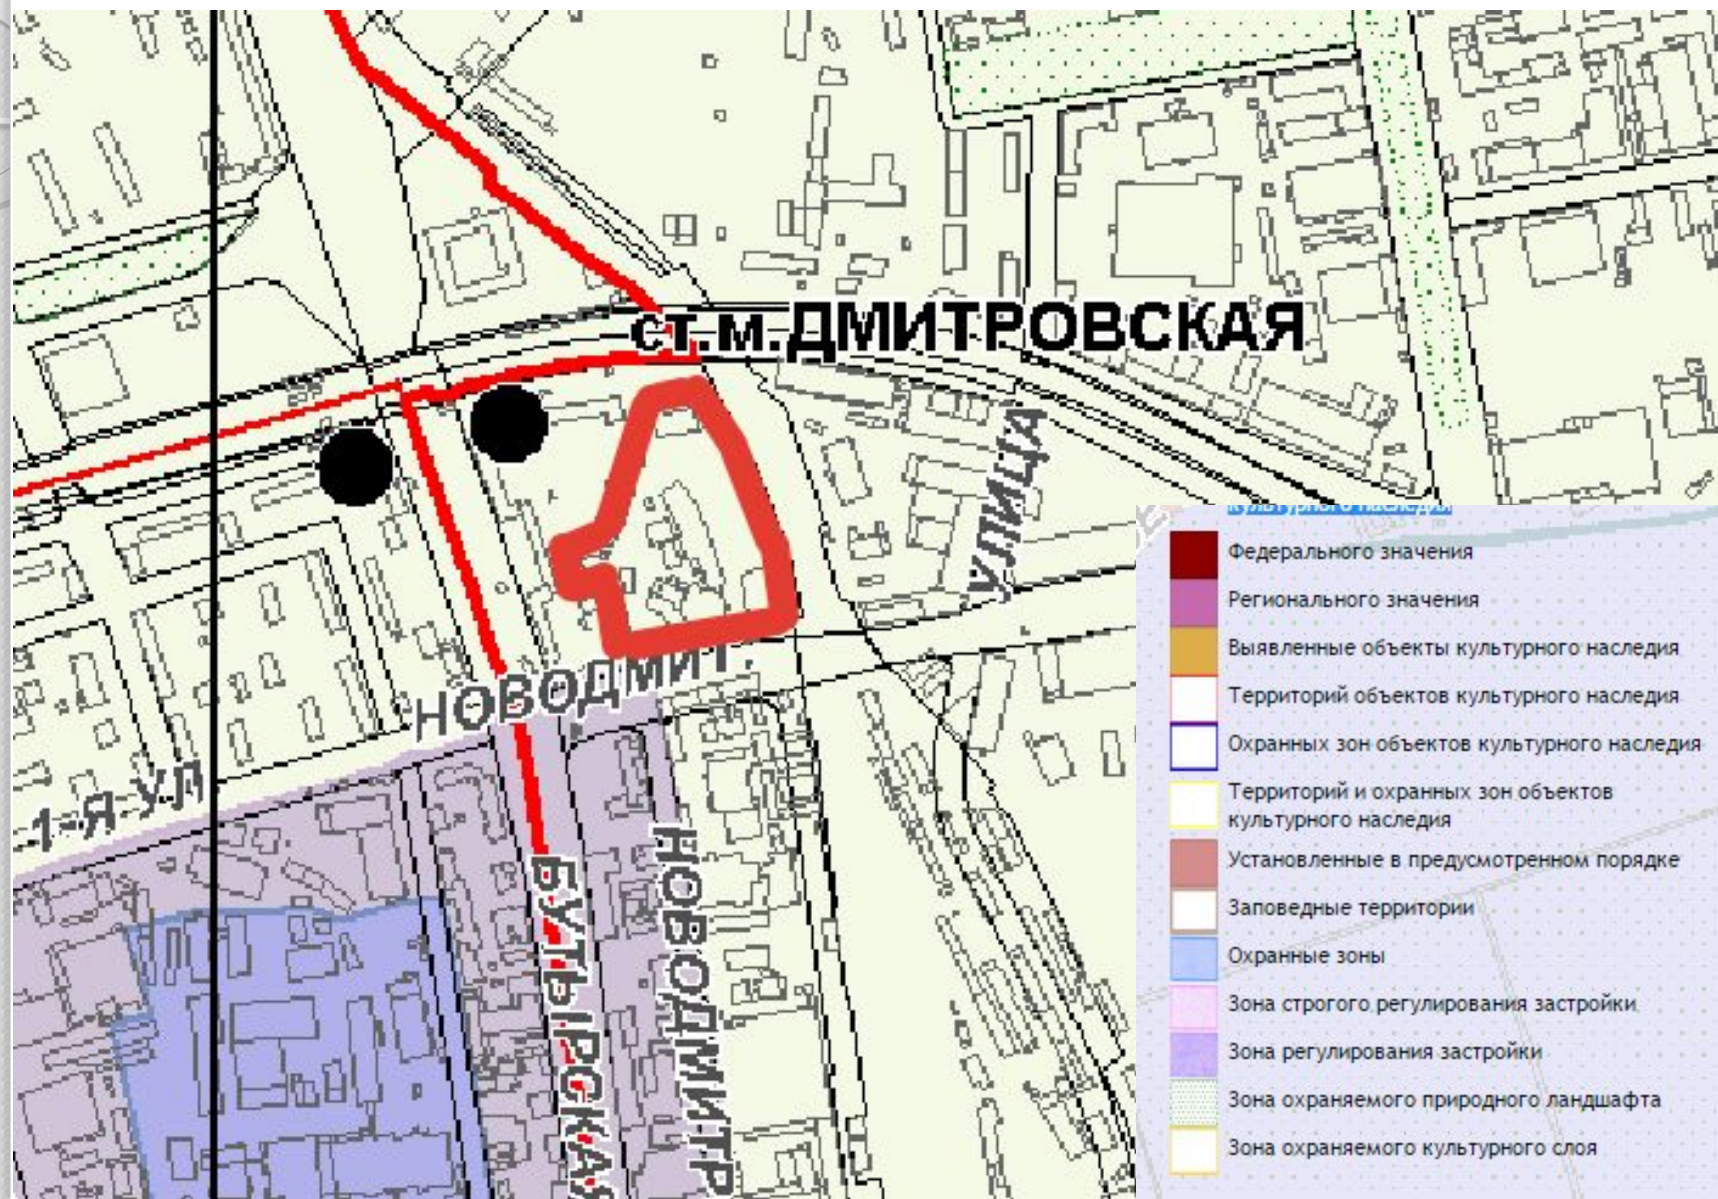 ст.м.ДМИТРОВСКАЯ
УЛИЦА
НОВОДМИТ.
1-Я УЛ
БУТЫРСКАЯ
НОВОДМИТР
культурного наследия
Федерального значения
Регионального значения
Выявленные объекты культурного наследия
Территорий объектов культурного наследия
Охранных зон объектов культурного наследия
Территорий и охранных зон объектов
культурного наследия
Установленные в предусмотренном порядке
Заповедные территории
Охранные зоны
Зона строгого регулирования застройки
Зона регулирования застройки
Зона охраняемого природного ландшафта
Зона охраняемого культурного слоя